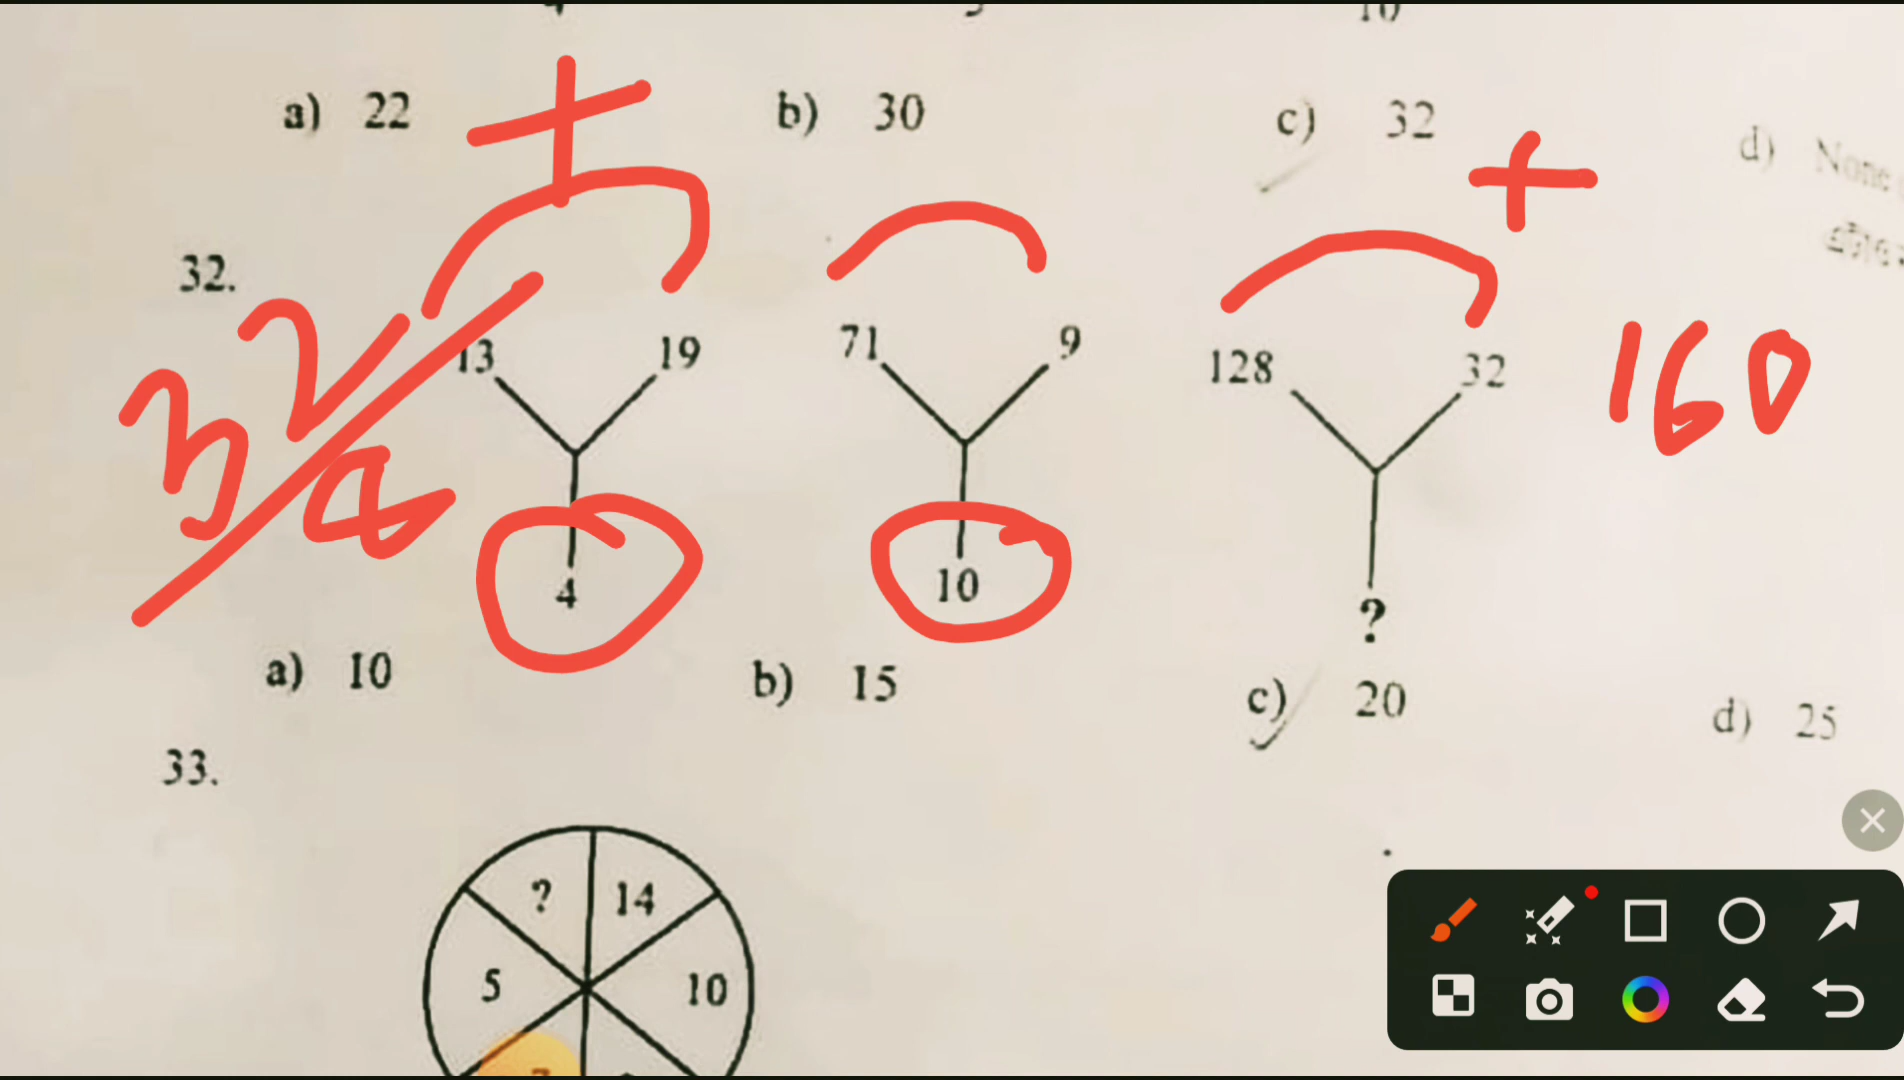 a) 22 b) 30 c) 32 d) None
32.
32/8 13 19 71 9 128 32 160
4 10 ?
a) 10 b) 15 c) 20 d) 25
33.
? 14
5 10